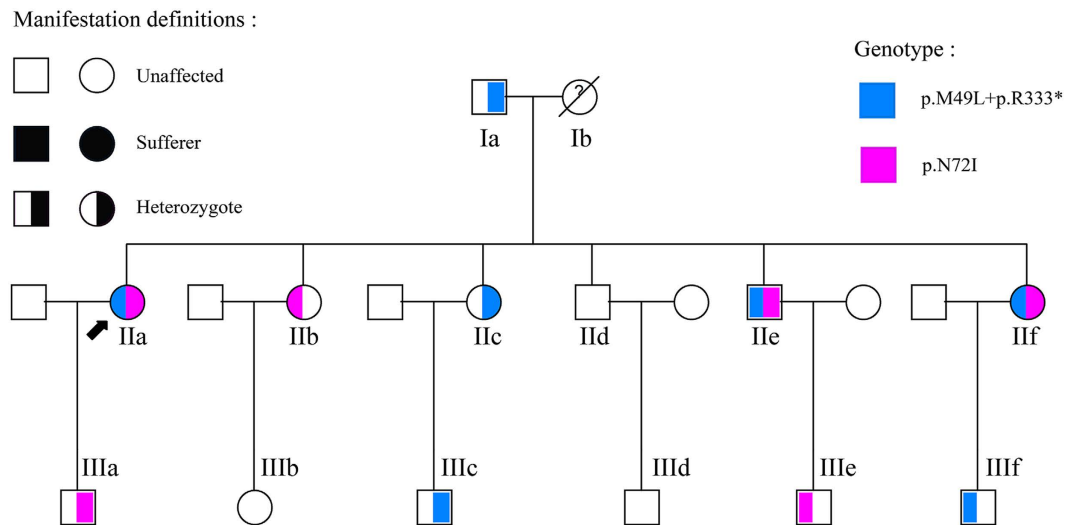 Manifestation definitions :
Unaffected
Sufferer
Heterozygote
Genotype :
p.M49L+p.R333*
p.N72I
?
Ia
Ib
IIa
IIb
IIc
IId
IIe
IIf
IIIa
IIIb
IIIc
IIId
IIIe
IIIf